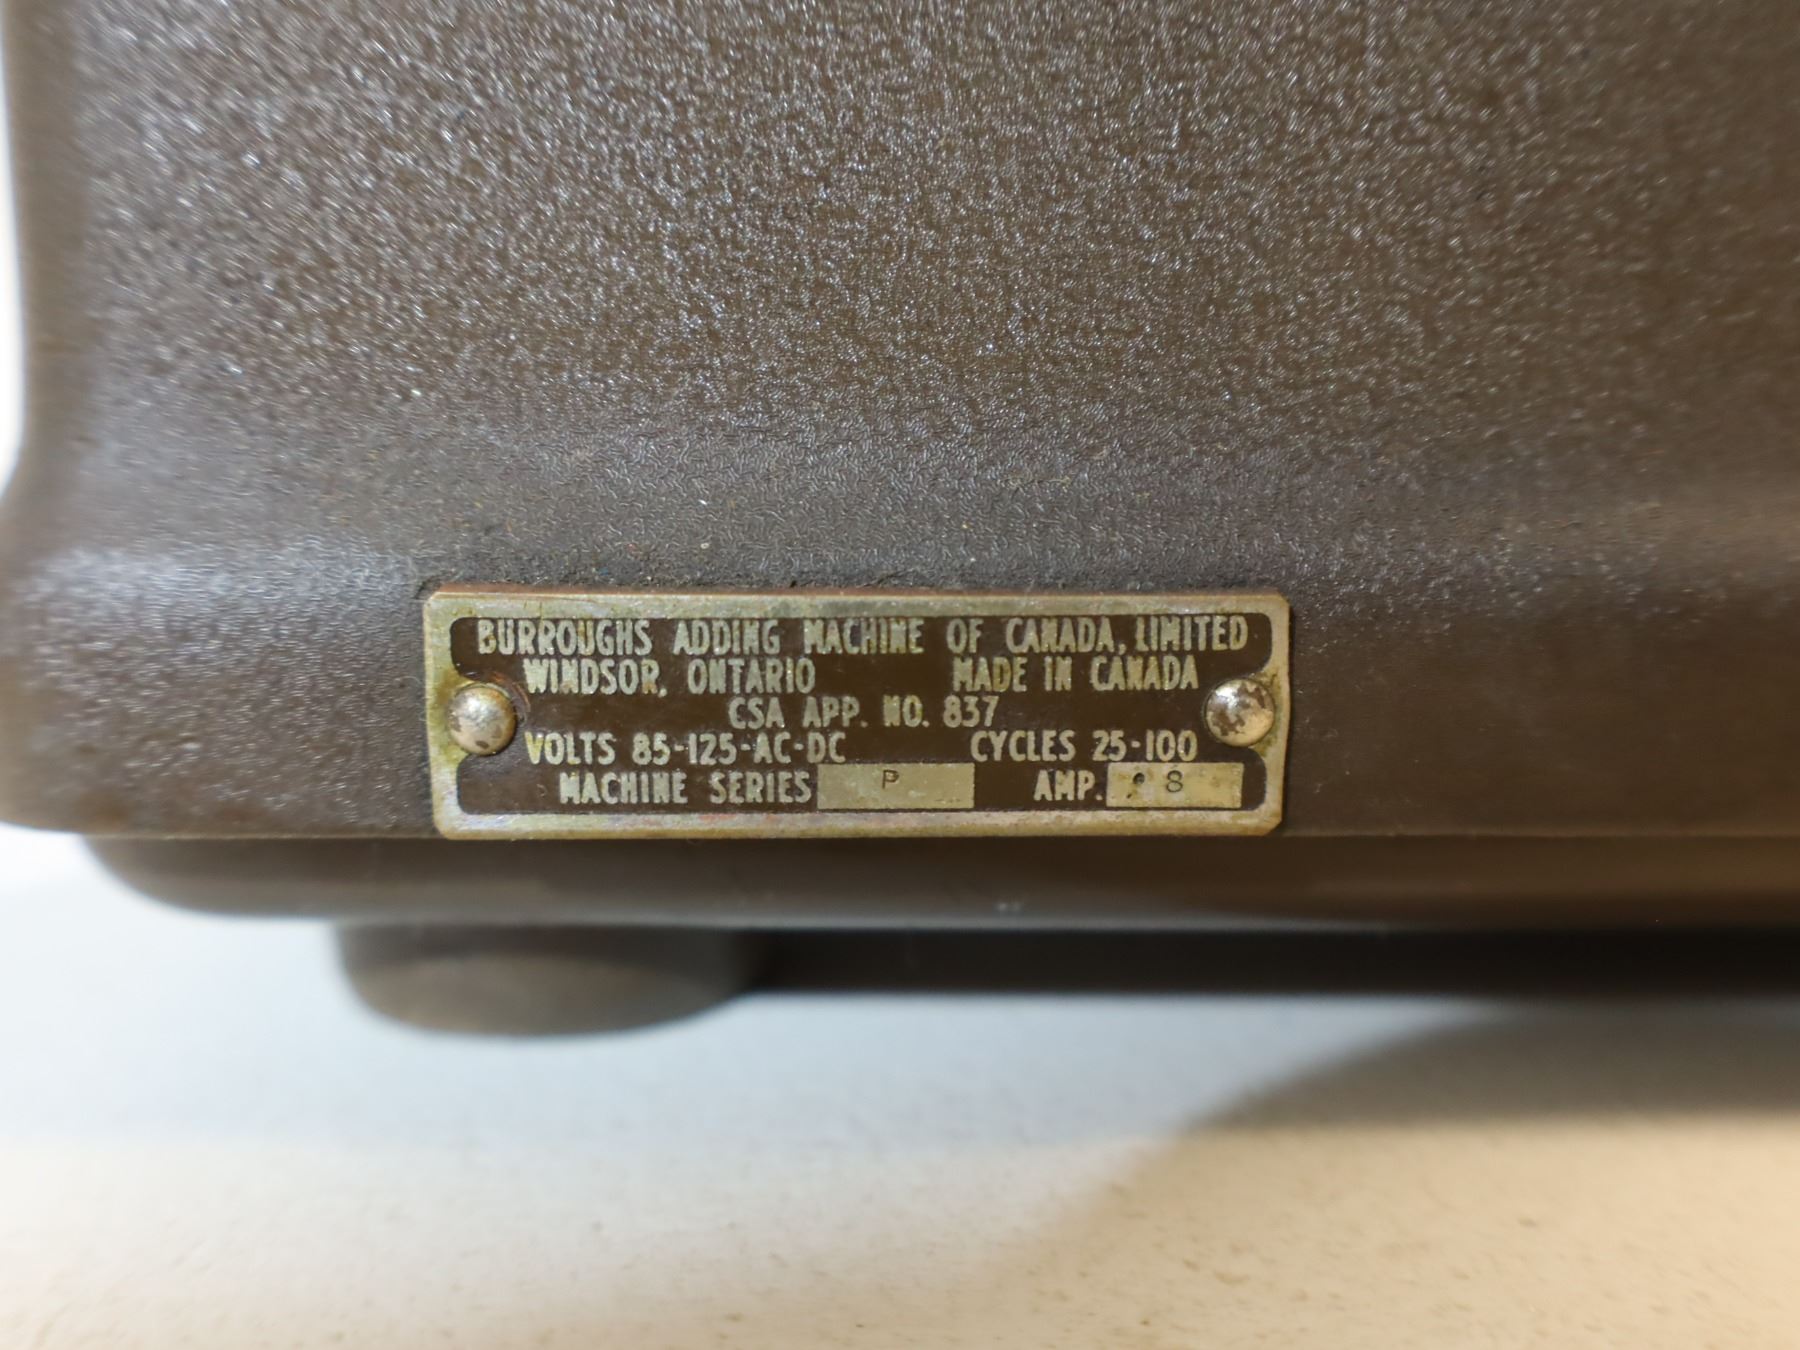 BURROUGHS ADDING MACHINE OF CANADA, LIMITED
WINDSOR, ONTARIO MADE IN CANADA
CSA APP. NO. 837
VOLTS 85-125-AC-DC CYCLES 25-100
MACHINE SERIES P AMP. .8